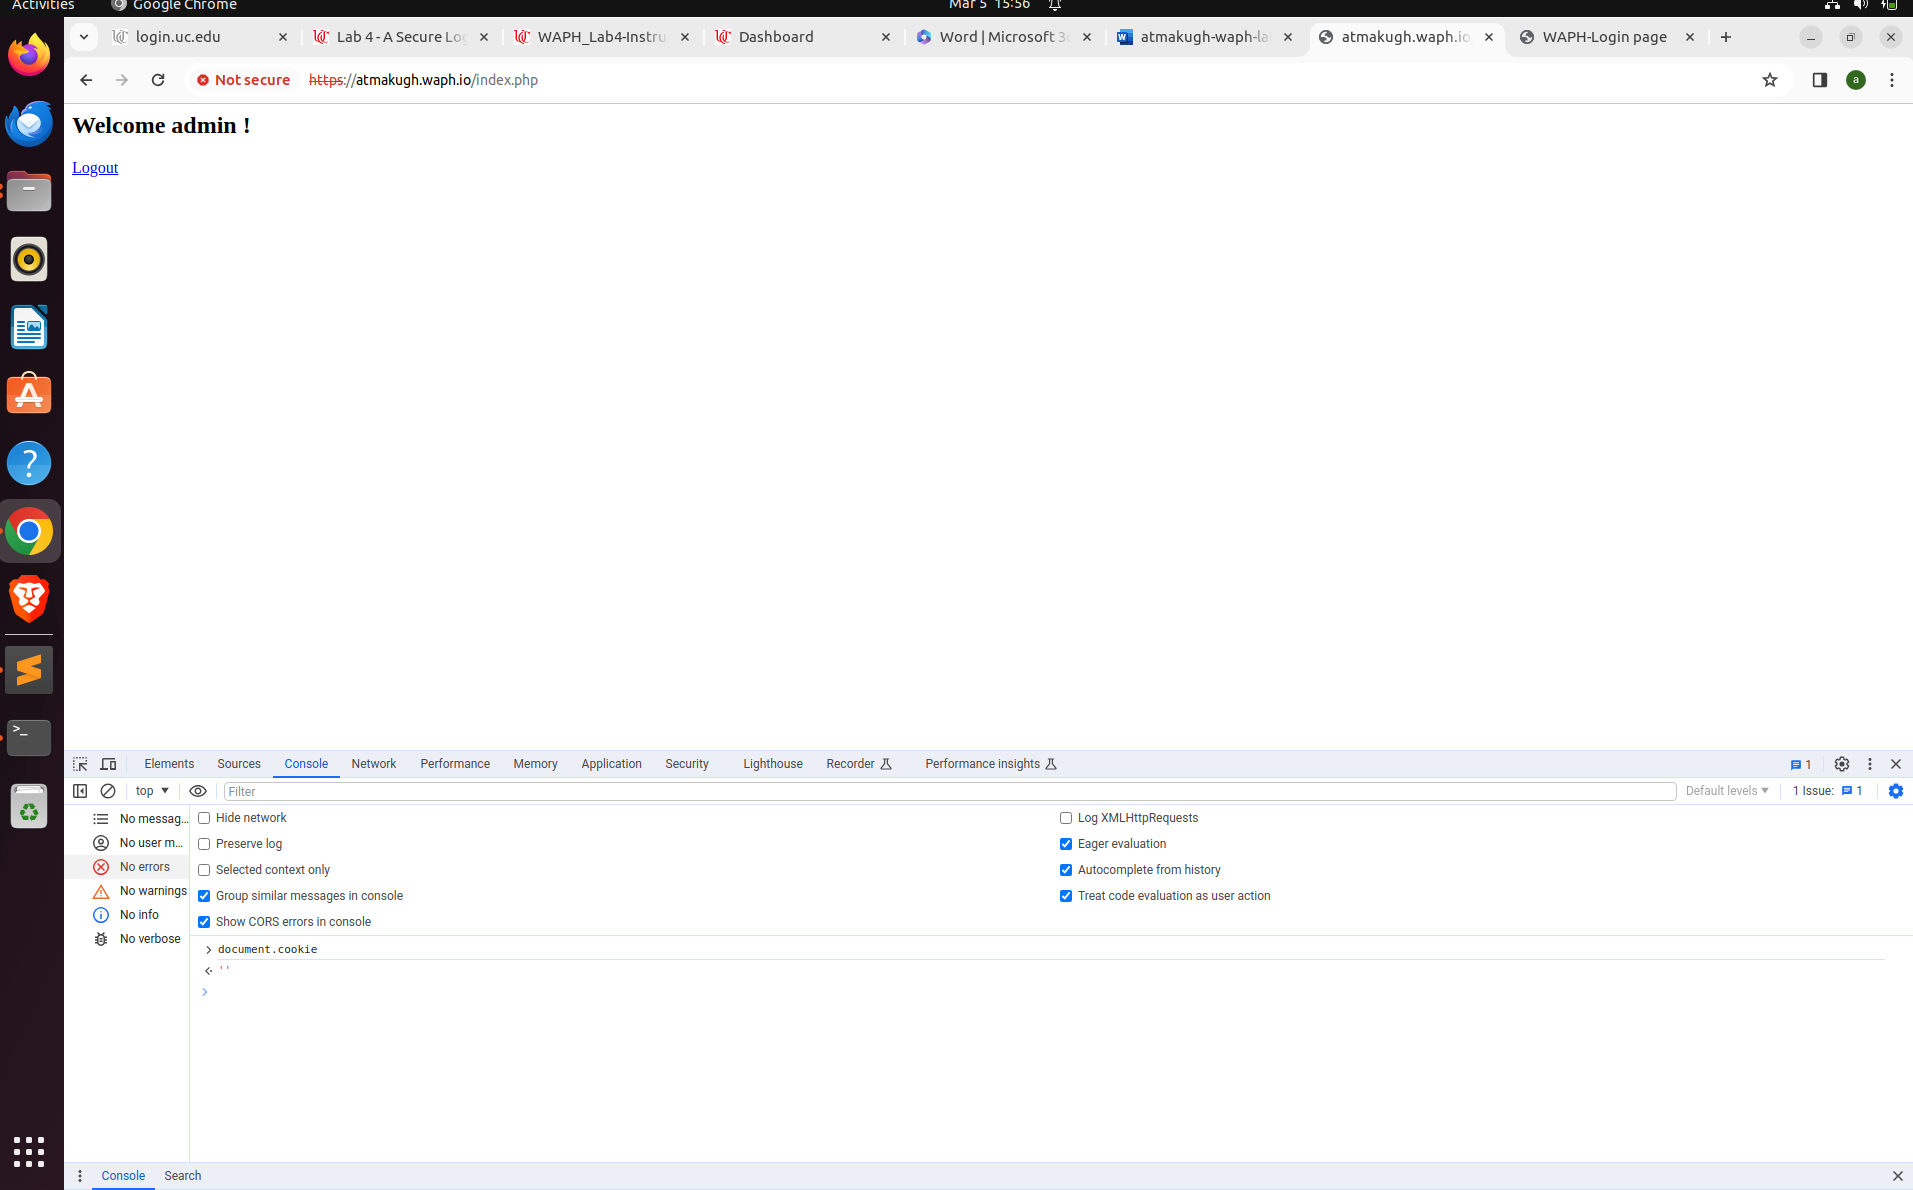 Activities Google Chrome Mar 5 15:56
login.uc.edu Lab 4 - A Secure Lo WAPH_Lab4-Instru Dashboard Word | Microsoft 3 atmakugh-waph-la atmakugh.waph.io WAPH-Login page
Not secure https://atmakugh.waph.io/index.php a
Welcome admin !
Logout
Elements Sources Console Network Performance Memory Application Security Lighthouse Recorder Performance insights 1
top Filter Default levels 1 Issue: 1
No messag... Hide network Log XMLHttpRequests
No user m... Preserve log Eager evaluation
No errors Selected context only Autocomplete from history
No warnings Group similar messages in console Treat code evaluation as user action
No info Show CORS errors in console
No verbose
document.cookie
''
Console Search